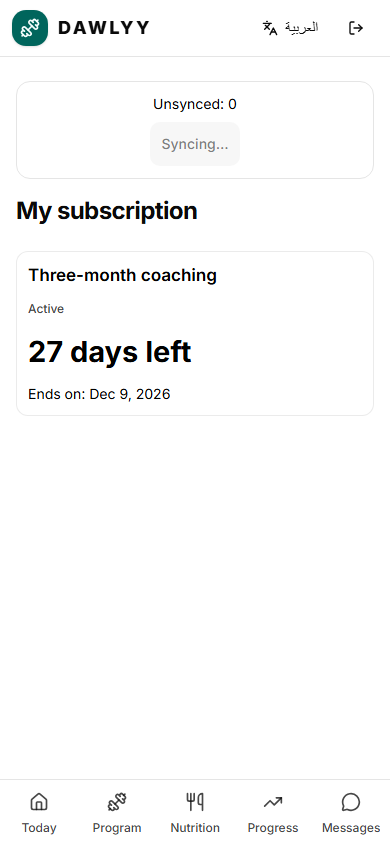 DAWLYY
العربية
Unsynced: 0
Syncing...
My subscription
Three-month coaching
Active
27 days left
Ends on: Dec 9, 2026
Today
Program
Nutrition
Progress
Messages